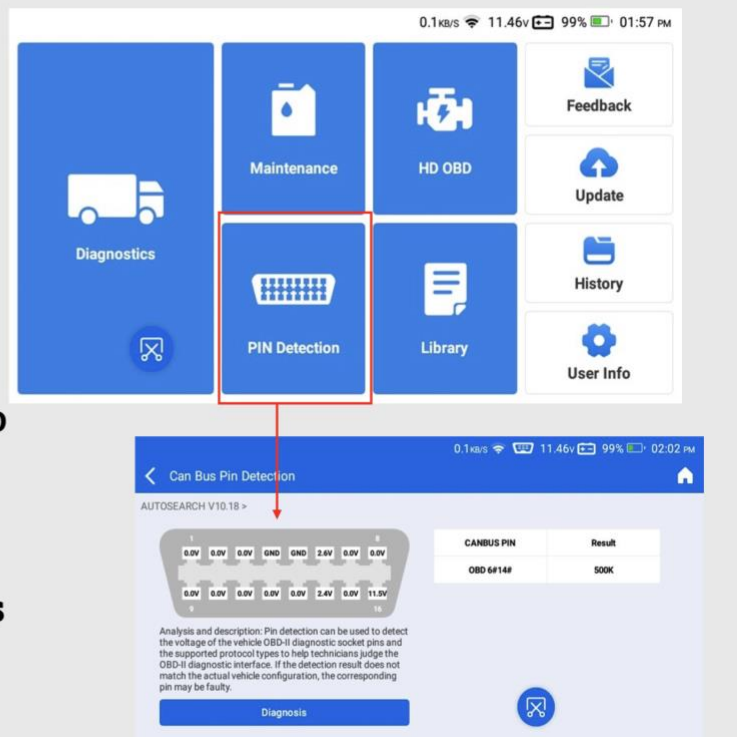 0.1KB/S 11.46V 99% 01:57 PM
Diagnostics
Maintenance
HD OBD
PIN Detection
Library
Feedback
Update
History
User Info
0.1KB/S 11.46V 99% 02:02 PM
Can Bus Pin Detection
AUTOSEARCH V10.18 >
1 8
0.0V 0.0V 0.0V GND GND 2.6V 0.0V 0.0V
0.0V 0.0V 0.0V 0.0V 0.0V 2.4V 0.0V 11.5V
9 16
CANBUS PIN Result
OBD 6#14# 500K
Analysis and description: Pin detection can be used to detect
the voltage of the vehicle OBD-II diagnostic socket pins and
the supported protocol types to help technicians judge the
OBD-II diagnostic interface. If the detection result does not
match the actual vehicle configuration, the corresponding
pin may be faulty.
Diagnosis